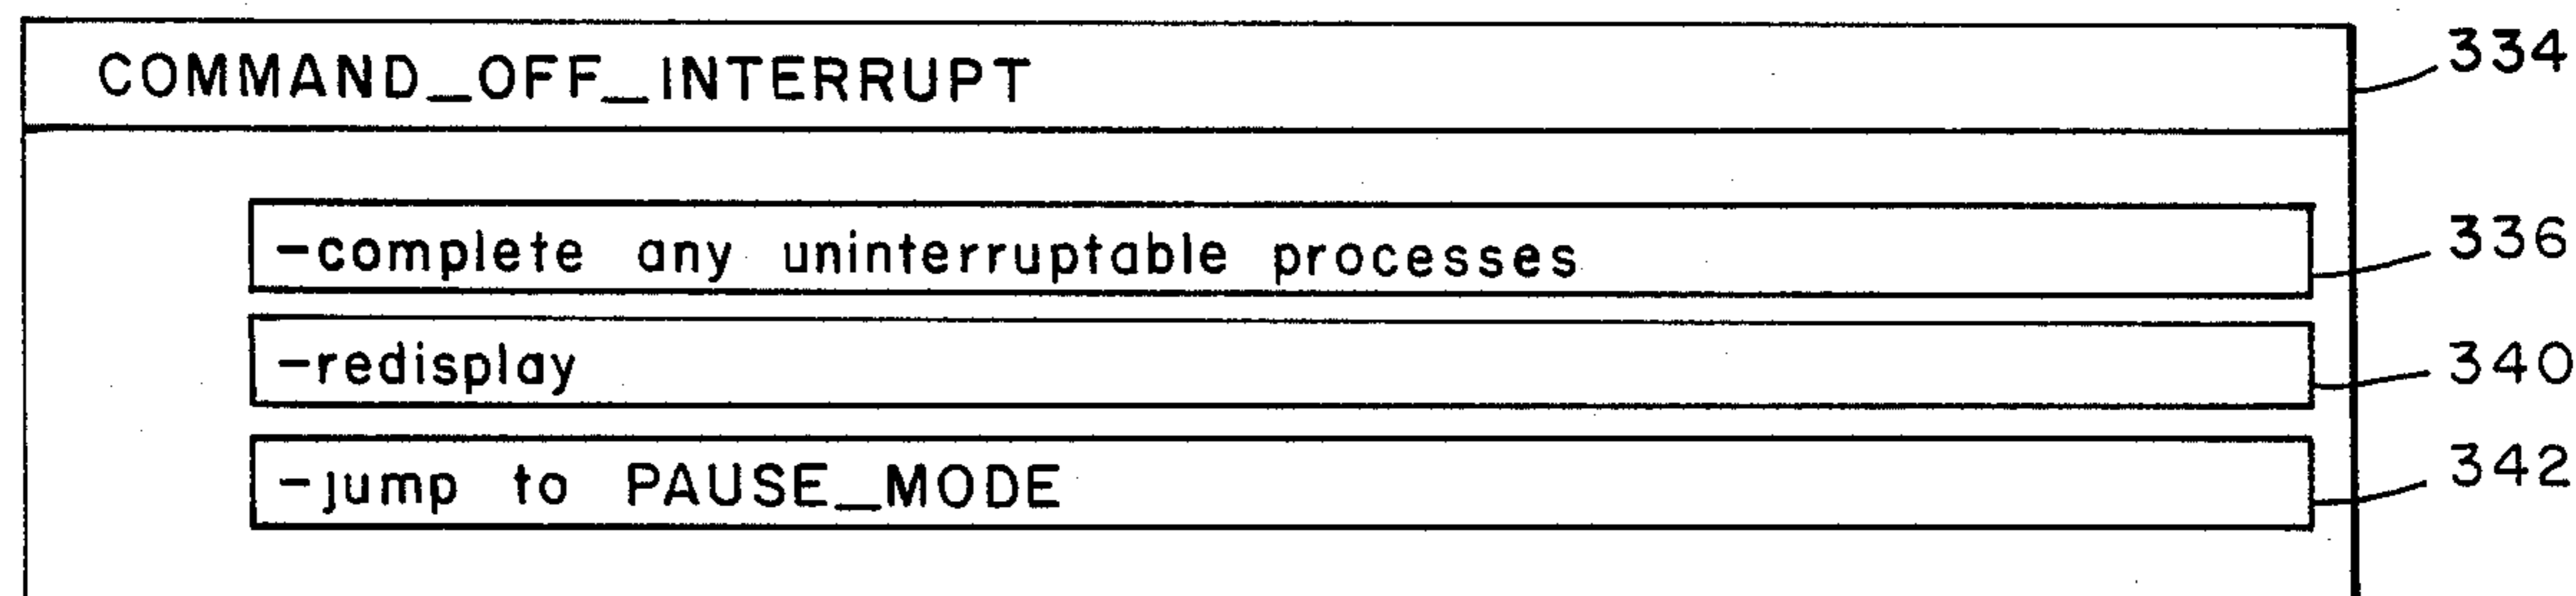 COMMAND_OFF_INTERRUPT 334
-complete any uninterruptable processes 336
-redisplay 340
-jump to PAUSE_MODE 342